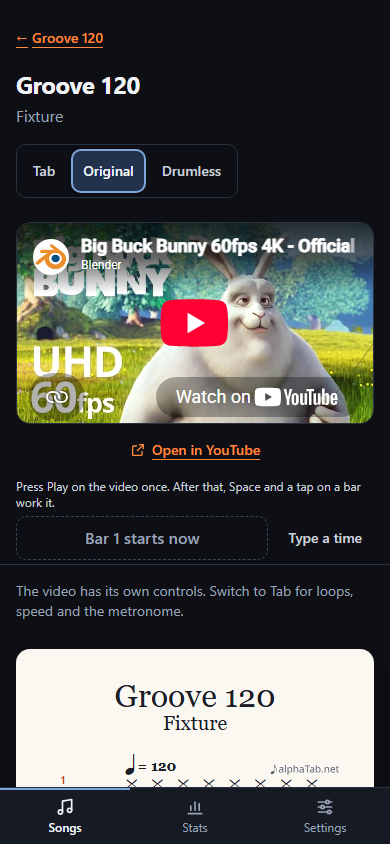 ← Groove 120
Groove 120
Fixture
Tab Original Drumless
Big Buck Bunny 60fps 4K - Official
Blender
BUNNY
UHD
60fps
Watch on YouTube
Open in YouTube
Press Play on the video once. After that, Space and a tap on a bar
work it.
Bar 1 starts now Type a time
The video has its own controls. Switch to Tab for loops,
speed and the metronome.
Groove 120
Fixture
= 120
alphaTab.net
1
Songs Stats Settings